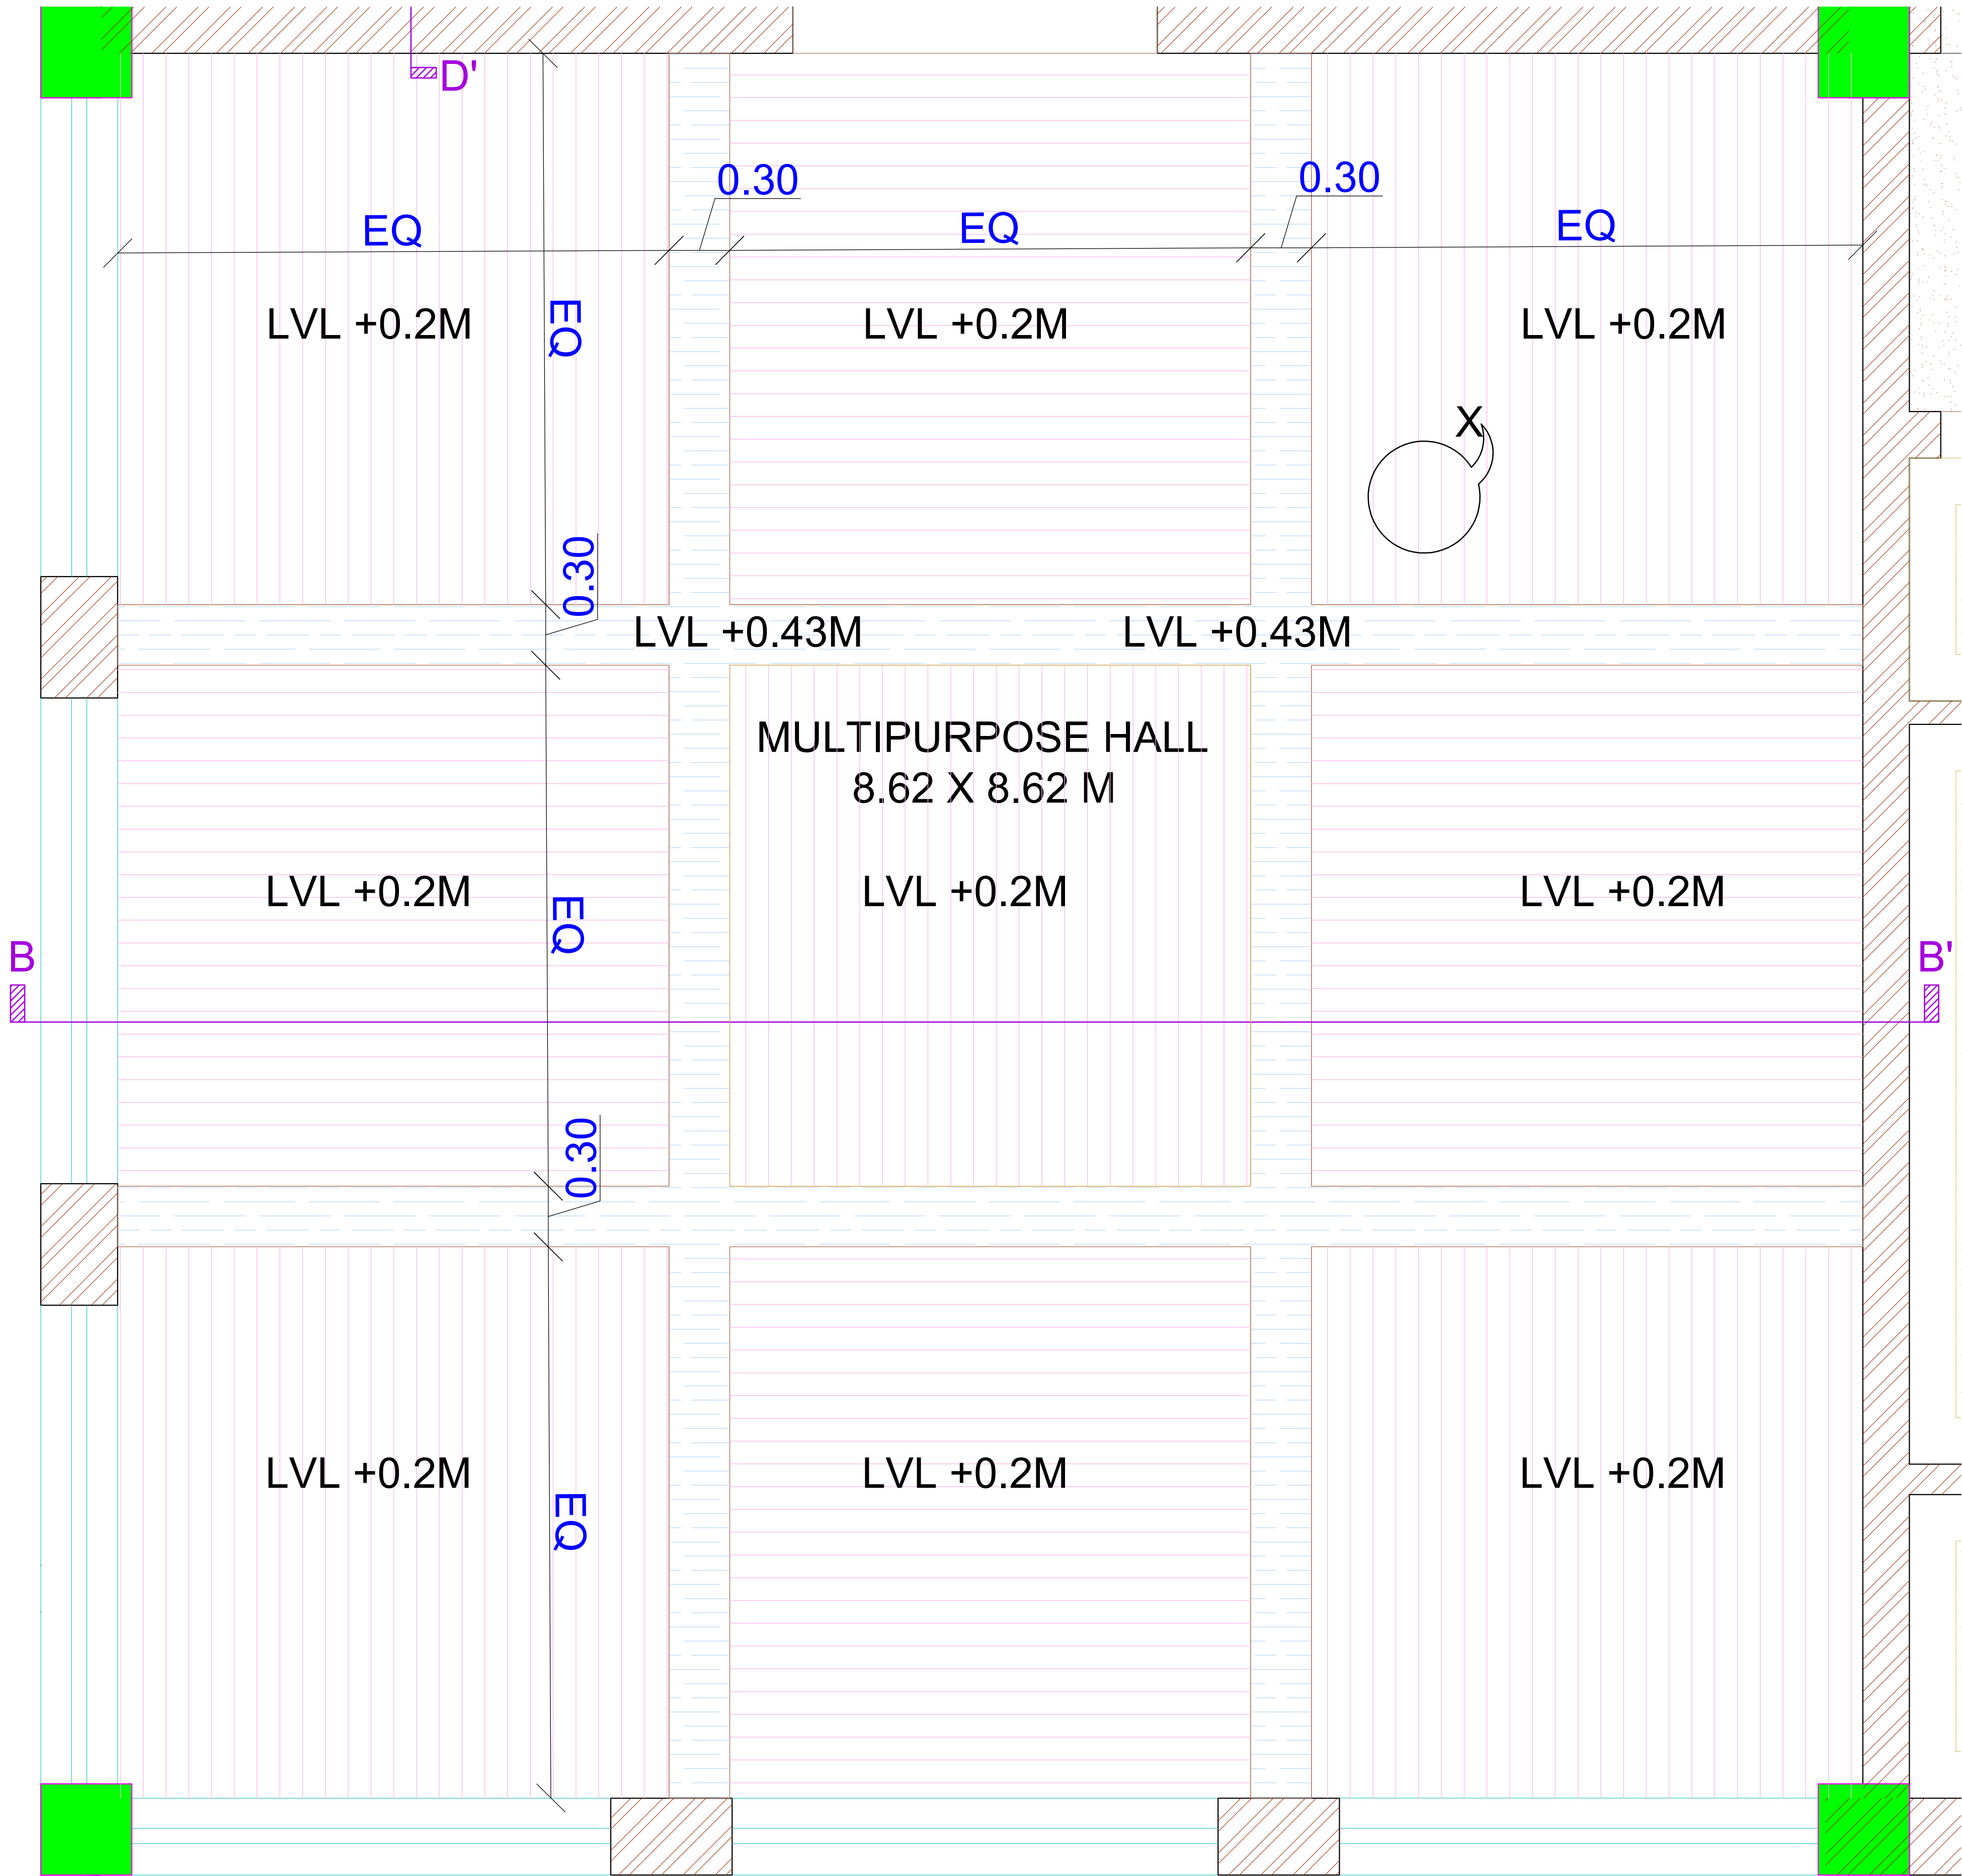 D'
0.30
0.30
EQ
EQ
EQ
LVL +0.2M
EQ
LVL +0.2M
LVL +0.2M
X
0.30
LVL +0.43M
LVL +0.43M
MULTIPURPOSE HALL
8.62 X 8.62 M
LVL +0.2M
EQ
LVL +0.2M
LVL +0.2M
B
B'
0.30
LVL +0.2M
LVL +0.2M
LVL +0.2M
EQ